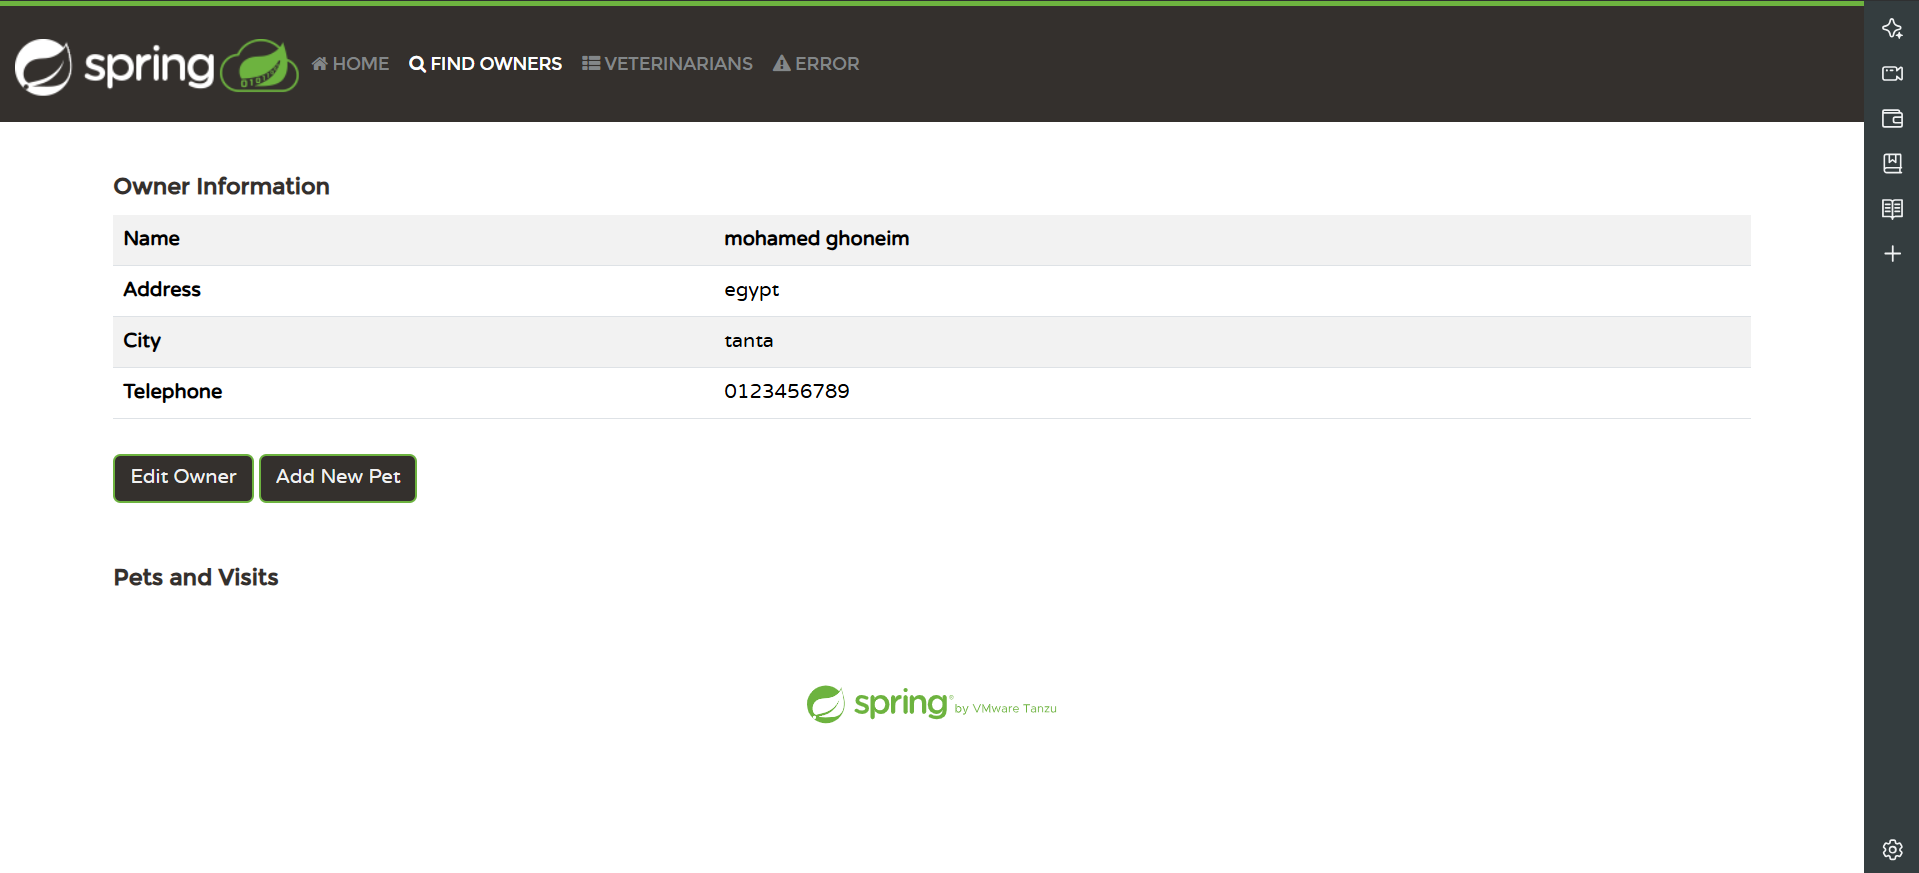 spring HOME FIND OWNERS VETERINARIANS ERROR
Owner Information
Name mohamed ghoneim
Address egypt
City tanta
Telephone 0123456789
Edit Owner Add New Pet
Pets and Visits
spring® by VMware Tanzu